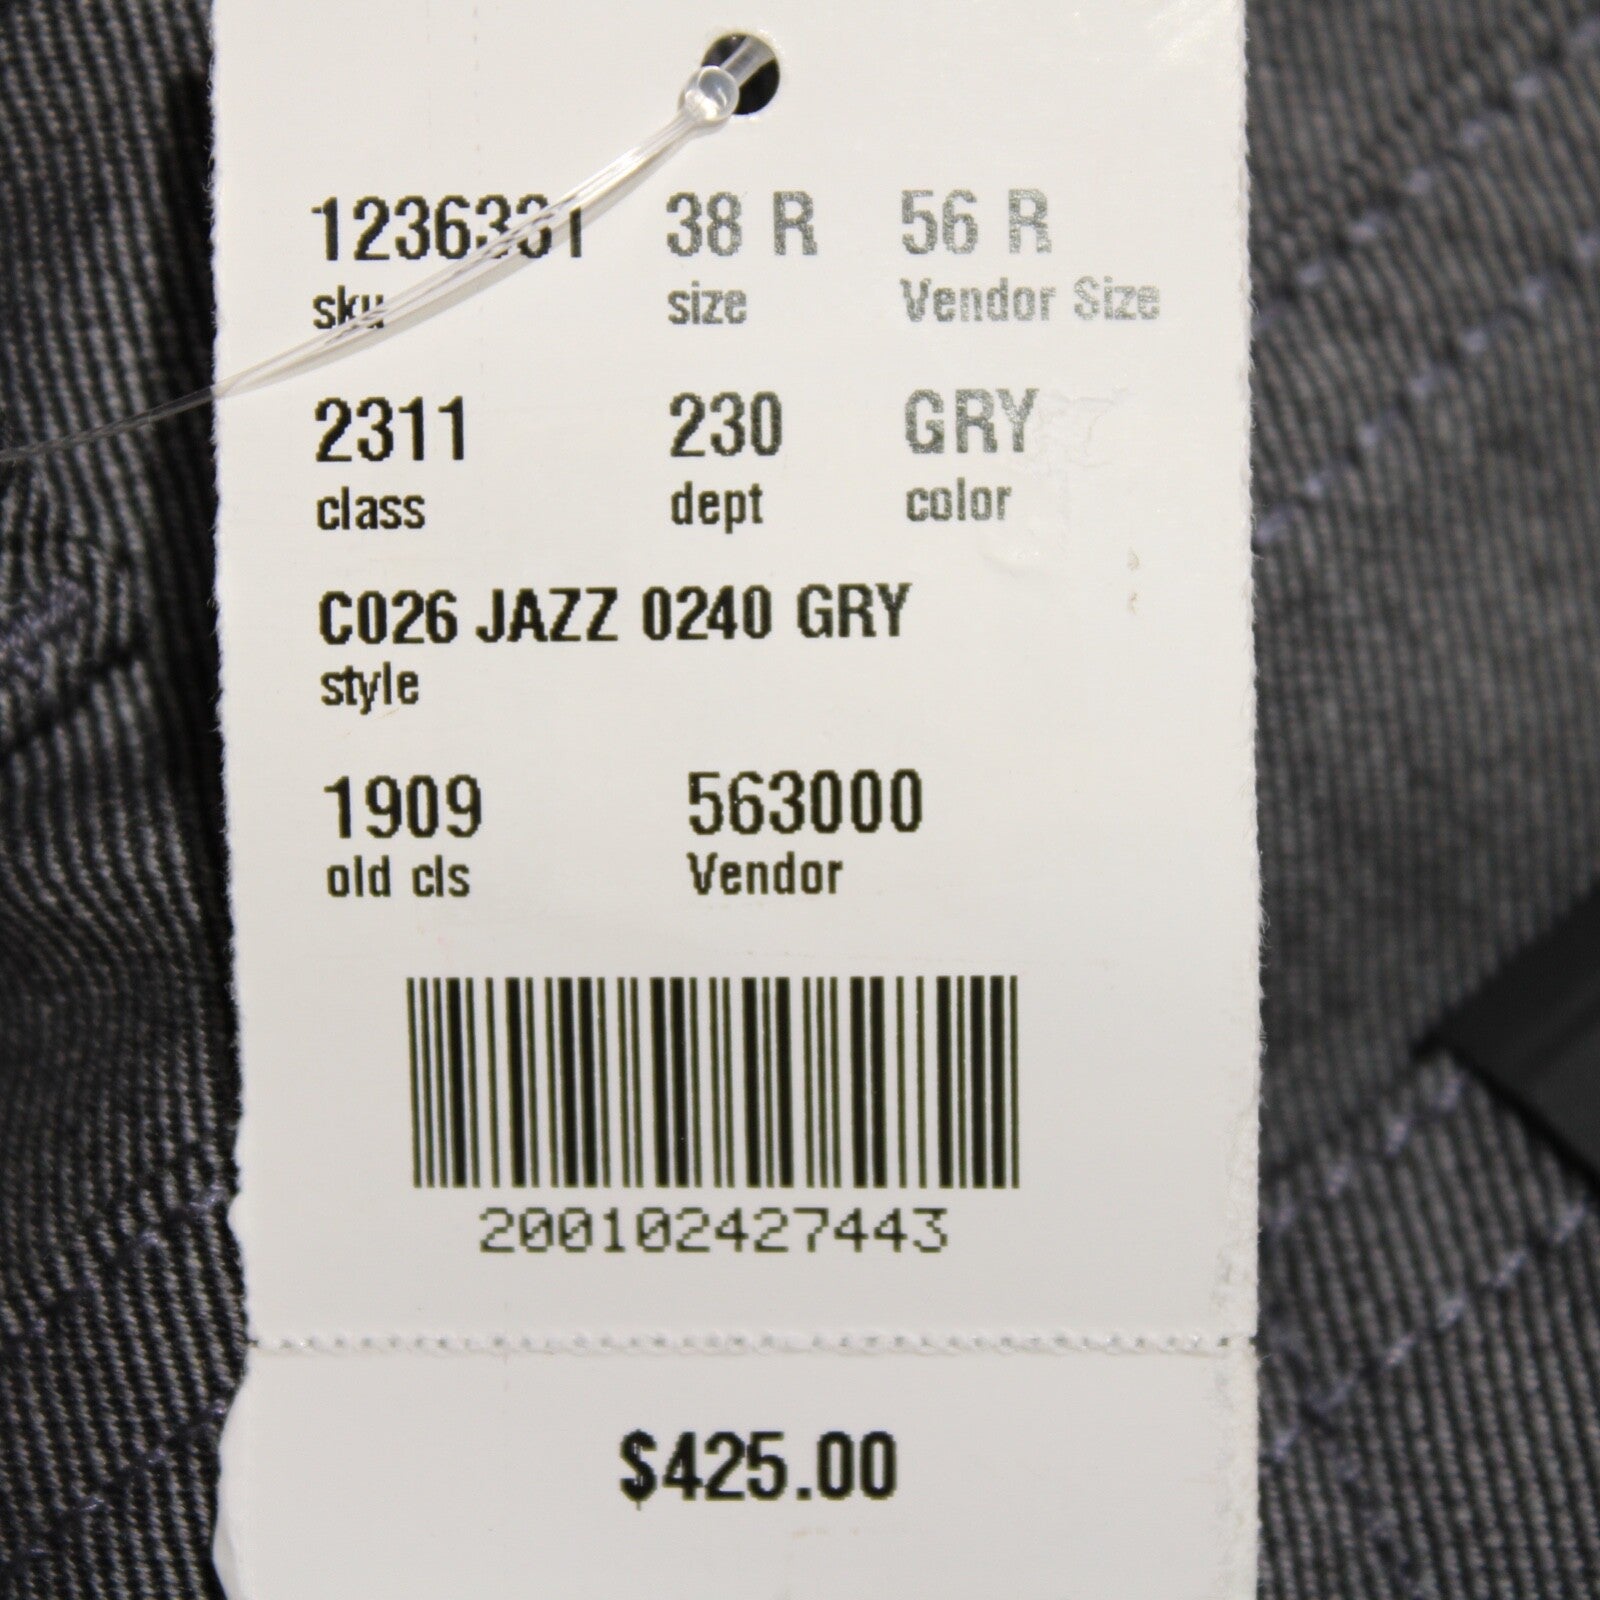 1236331 38 R 56 R
sku size Vendor Size
2311 230 GRY
class dept color
C026 JAZZ 0240 GRY
style
1909 563000
old cls Vendor
200102427443
$425.00